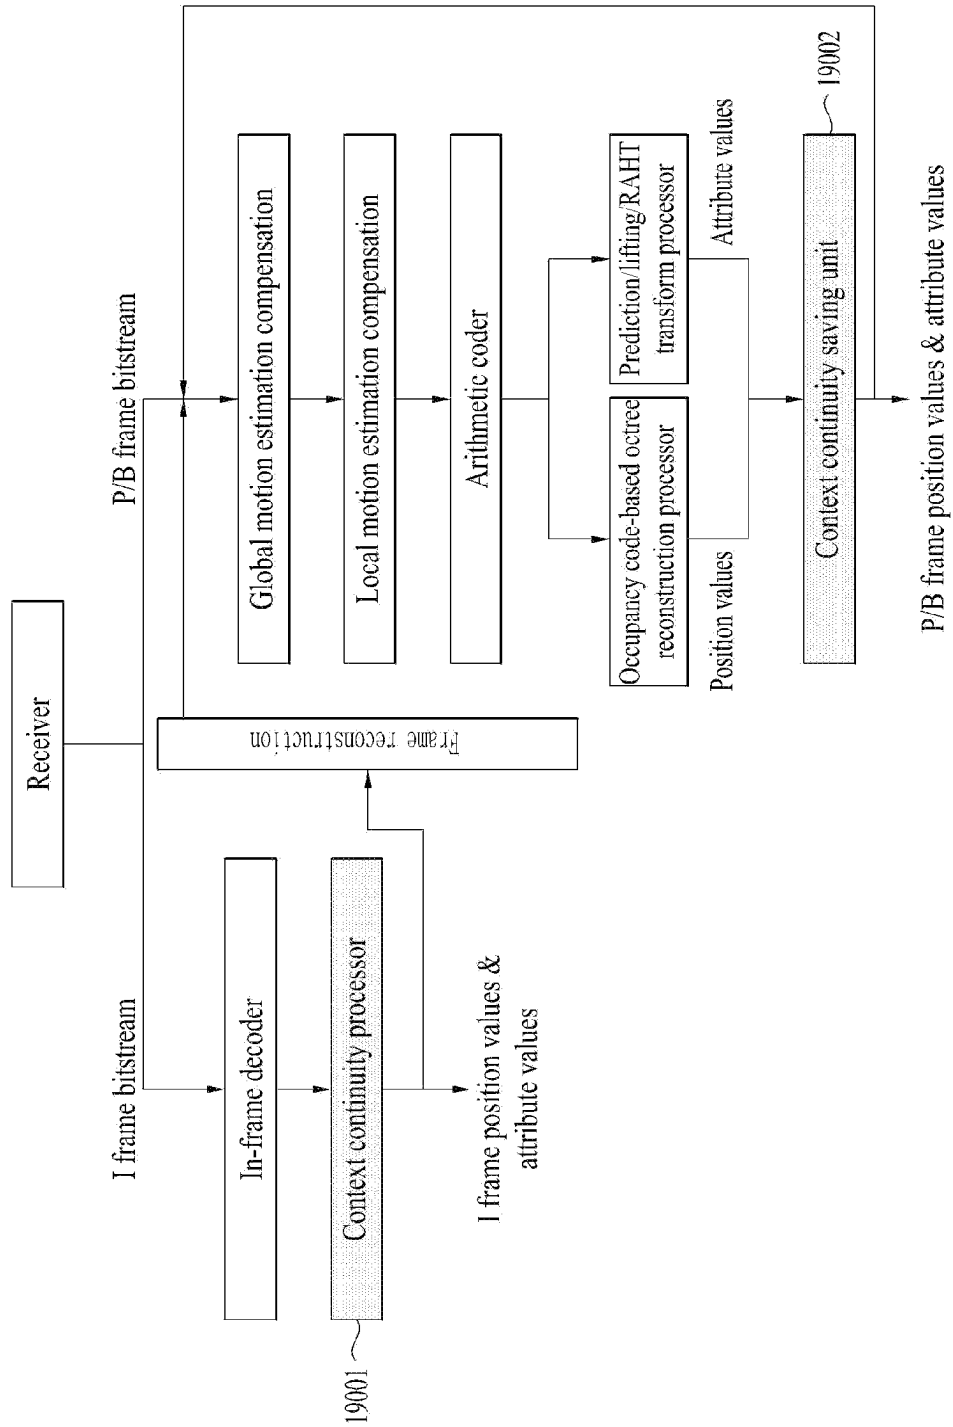 Receiver
I frame bitstream
P/B frame bitstream
In-frame decoder
Context continuity processor
19001
I frame position values &
attribute values
Frame reconstruction
Global motion estimation compensation
Local motion estimation compensation
Arithmetic coder
Occupancy code-based octree
reconstruction processor
Prediction/lifting/RAHT
transform processor
Position values
Attribute values
Context continuity saving unit
19002
P/B frame position values & attribute values